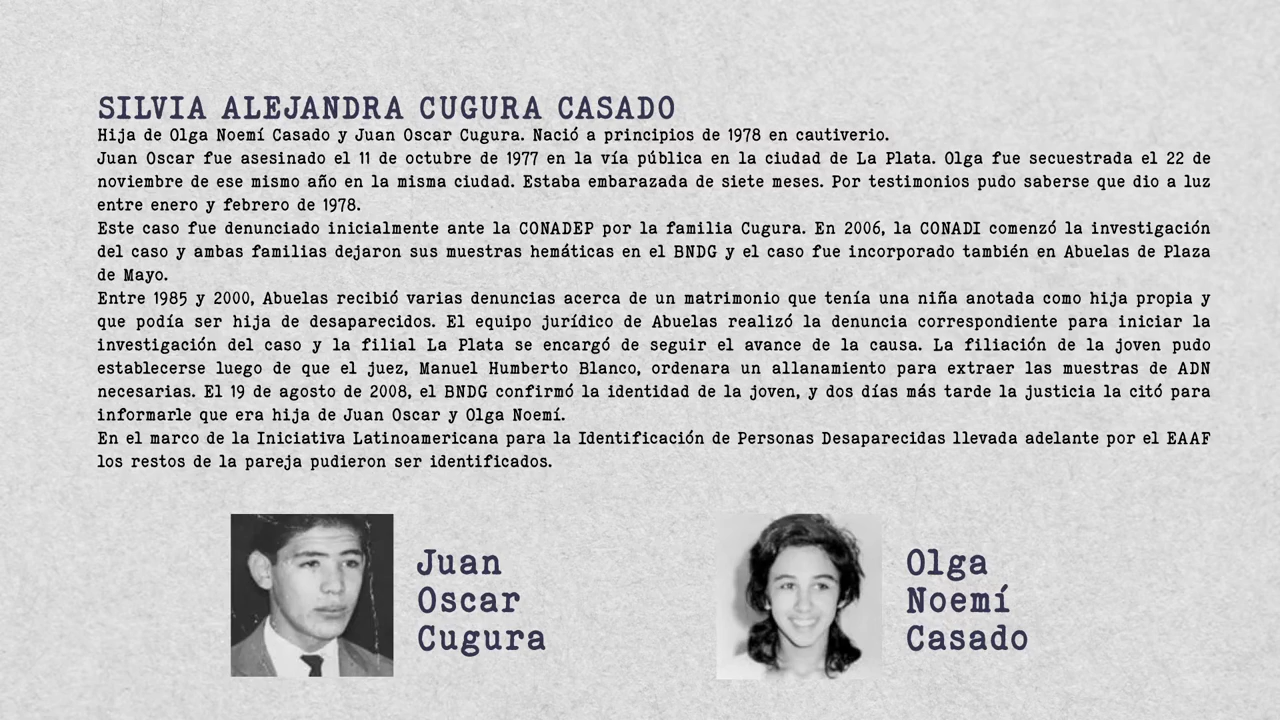 SILVIA ALEJANDRA CUGURA CASADO
Hija de Olga Noemí Casado y Juan Oscar Cugura. Nació a principios de 1978 en cautiverio.
Juan Oscar fue asesinado el 11 de octubre de 1977 en la vía pública en la ciudad de La Plata. Olga fue secuestrada el 22 de
noviembre de ese mismo año en la misma ciudad. Estaba embarazada de siete meses. Por testimonios pudo saberse que dio a luz
entre enero y febrero de 1978.
Este caso fue denunciado inicialmente ante la CONADEP por la familia Cugura. En 2006, la CONADI comenzó la investigación
del caso y ambas familias dejaron sus muestras hemáticas en el BNDG y el caso fue incorporado también en Abuelas de Plaza
de Mayo.
Entre 1985 y 2000, Abuelas recibió varias denuncias acerca de un matrimonio que tenía una niña anotada como hija propia y
que podía ser hija de desaparecidos. El equipo jurídico de Abuelas realizó la denuncia correspondiente para iniciar la
investigación del caso y la filial La Plata se encargó de seguir el avance de la causa. La filiación de la joven pudo
establecerse luego de que el juez, Manuel Humberto Blanco, ordenara un allanamiento para extraer las muestras de ADN
necesarias. El 19 de agosto de 2008, el BNDG confirmó la identidad de la joven, y dos días más tarde la justicia la citó para
informarle que era hija de Juan Oscar y Olga Noemí.
En el marco de la Iniciativa Latinoamericana para la Identificación de Personas Desaparecidas llevada adelante por el EAAF
los restos de la pareja pudieron ser identificados.
Juan
Oscar
Cugura
Olga
Noemí
Casado